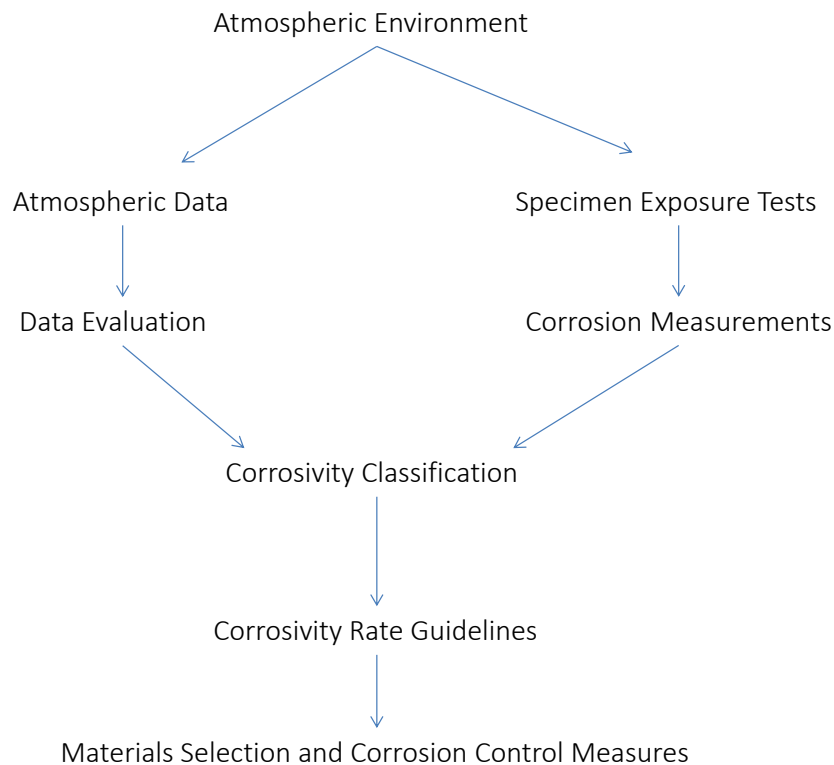 Atmospheric Environment
Atmospheric Data
Specimen Exposure Tests
Data Evaluation
Corrosion Measurements
Corrosivity Classification
Corrosivity Rate Guidelines
Materials Selection and Corrosion Control Measures